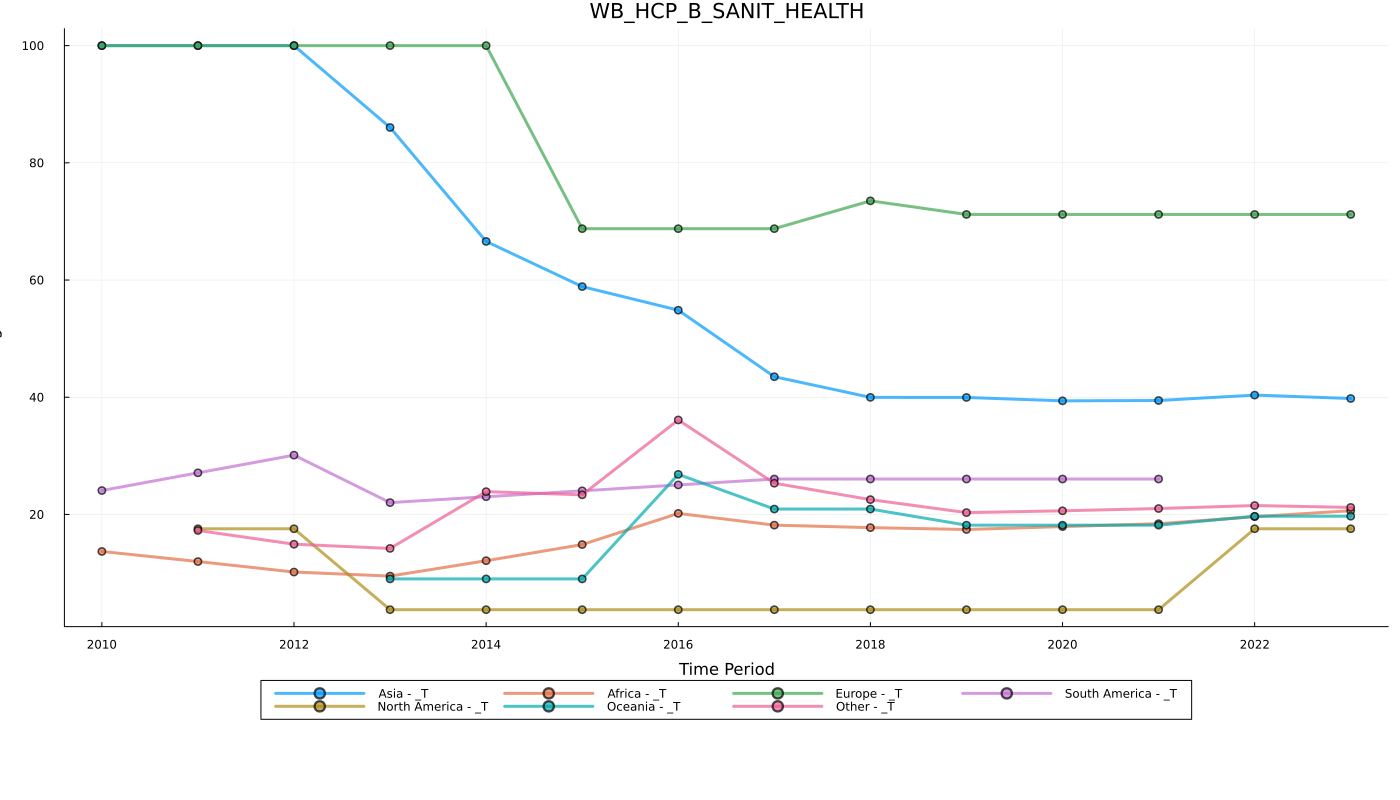 WB_HCP_B_SANIT_HEALTH
100
80
60
40
20
2010 2012 2014 2016 2018 2020 2022
Time Period
Asia - _T Africa - _T Europe - _T South America - _T
North America - _T Oceania - _T Other - _T